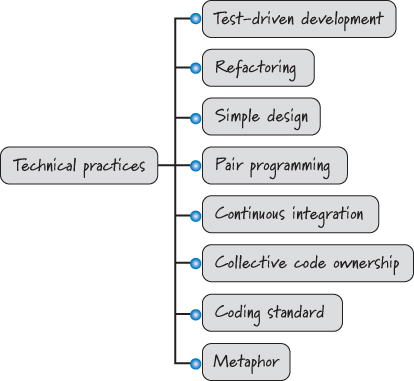 Test-driven development
Refactoring
Simple design
Technical practices
Pair programming
Continuous integration
Collective code ownership
Coding standard
Metaphor